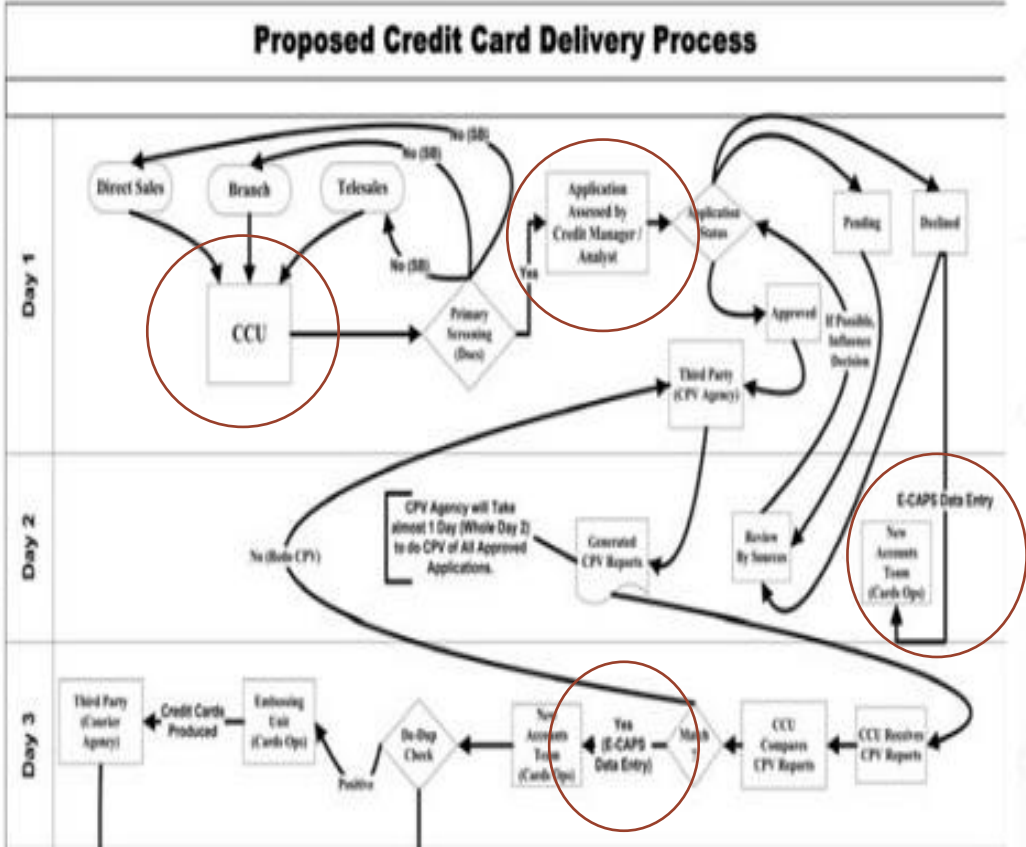 Proposed Credit Card Delivery Process
Day 1
No (SB)
No (SB)
Direct Sales
Branch
Telesales
No (SB)
CCU
Primary
Screening
(Docs)
Yes
Application
Assessed by
Credit Manager /
Analyst
Application
Status
Pending
Declined
Approved
If Possible,
Influence
Decision
Third Party
(CPV Agency)
Day 2
No (Redo CPV)
CPV Agency will Take
almost 1 Day (Whole Day 2)
to do CPV of All Approved
Applications.
Generated
CPV Reports
Review
By Sources
E-CAPS Data Entry
New
Accounts
Team
(Cards Ops)
Day 3
Third Party
(Courier
Agency)
Credit Cards
Produced
Embossing
Unit
(Cards Ops)
Positive
De-Dup
Check
New
Accounts
Team
(Cards Ops)
Yes
(E-CAPS
Data Entry)
Match
?
CCU
Compares
CPV Reports
CCU Receives
CPV Reports